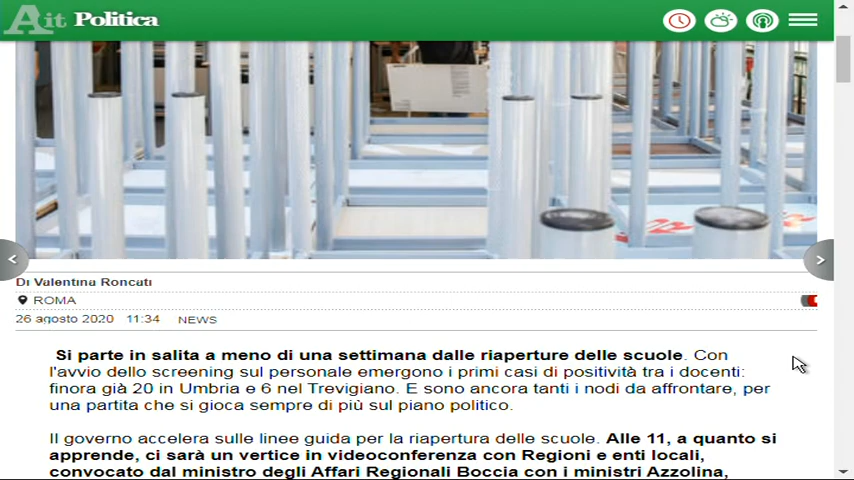 Ait Politica
Di Valentina Roncati
ROMA
26 agosto 2020 11:34 NEWS
Si parte in salita a meno di una settimana dalle riaperture delle scuole. Con
l'avvio dello screening sul personale emergono i primi casi di positività tra i docenti:
finora già 20 in Umbria e 6 nel Trevigiano. E sono ancora tanti i nodi da affrontare, per
una partita che si gioca sempre di più sul piano politico.
Il governo accelera sulle linee guida per la riapertura delle scuole. Alle 11, a quanto si
apprende, ci sarà un vertice in videoconferenza con Regioni e enti locali,
convocato dal ministro degli Affari Regionali Boccia con i ministri Azzolina,